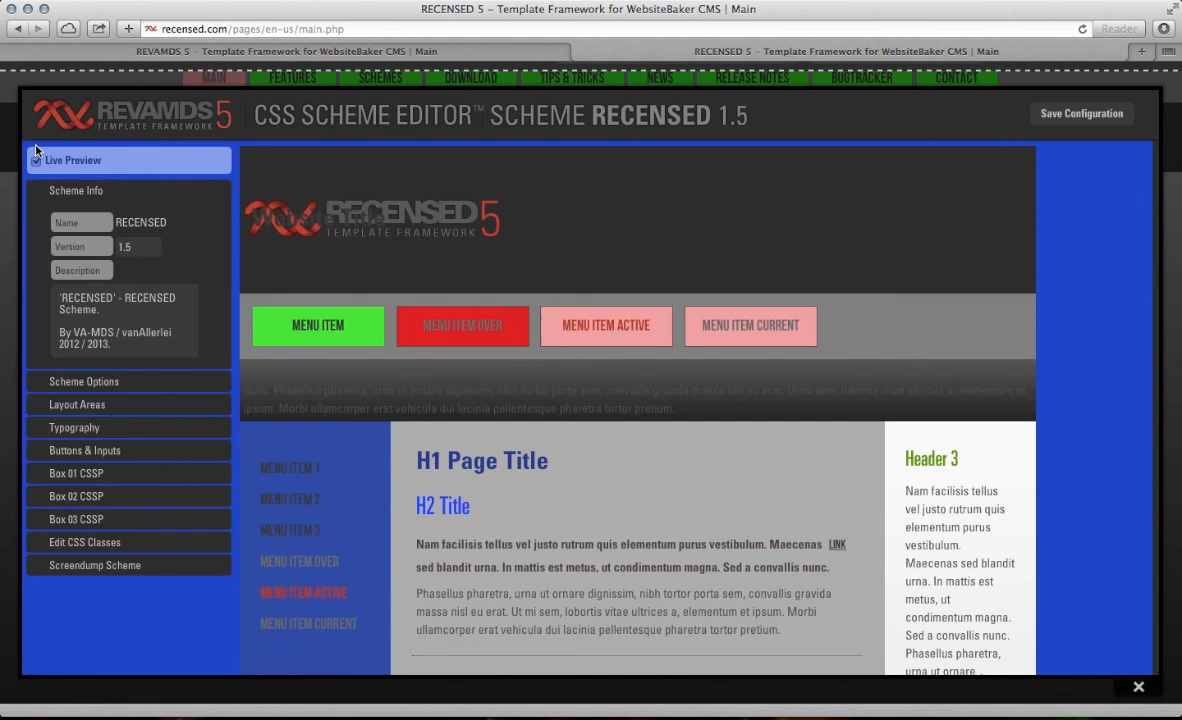 RECENSED 5 – Template Framework for WebsiteBaker CMS | Main
recensed.com/pages/en-us/main.php
Reader
REVAMDS 5 – Template Framework for WebsiteBaker CMS | Main
RECENSED 5 – Template Framework for WebsiteBaker CMS | Main
MAIN
FEATURES
SCHEMES
DOWNLOAD
TIPS & TRICKS
NEWS
RELEASE NOTES
BUGTRACKER
CONTACT
REVAMDS 5
TEMPLATE FRAMEWORK
CSS SCHEME EDITOR™ SCHEME RECENSED 1.5
Save Configuration
Live Preview
Scheme Info
Name RECENSED
Version 1.5
Description
'RECENSED' - RECENSED
Scheme.
By VA-MDS / vanAllerlei
2012 / 2013.
Scheme Options
Layout Areas
Typography
Buttons & Inputs
Box 01 CSSP
Box 02 CSSP
Box 03 CSSP
Edit CSS Classes
Screendump Scheme
Website Title
RECENSED 5
TEMPLATE FRAMEWORK
MENU ITEM
MENU ITEM OVER
MENU ITEM ACTIVE
MENU ITEM CURRENT
nunc. Phasellus pharetra, urna ut ornare dignissim, nibh tortor porta sem, convallis gravida massa nisl eu erat. Ut mi sem, lobortis vitae ultrices a, elementum et
ipsum. Morbi ullamcorper erat vehicula dui lacinia pellentesque pharetra tortor pretium.
MENU ITEM 1
MENU ITEM 2
MENU ITEM 3
MENU ITEM OVER
MENU ITEM ACTIVE
MENU ITEM CURRENT
H1 Page Title
H2 Title
Nam facilisis tellus vel justo rutrum quis elementum purus vestibulum. Maecenas LINK
sed blandit urna. In mattis est metus, ut condimentum magna. Sed a convallis nunc.
Phasellus pharetra, urna ut ornare dignissim, nibh tortor porta sem, convallis gravida
massa nisl eu erat. Ut mi sem, lobortis vitae ultrices a, elementum et ipsum. Morbi
ullamcorper erat vehicula dui lacinia pellentesque pharetra tortor pretium.
Header 3
Nam facilisis tellus
vel justo rutrum quis
elementum purus
vestibulum.
Maecenas sed blandit
urna. In mattis est
metus, ut
condimentum magna.
Sed a convallis nunc.
Phasellus pharetra,
urna ut ornare